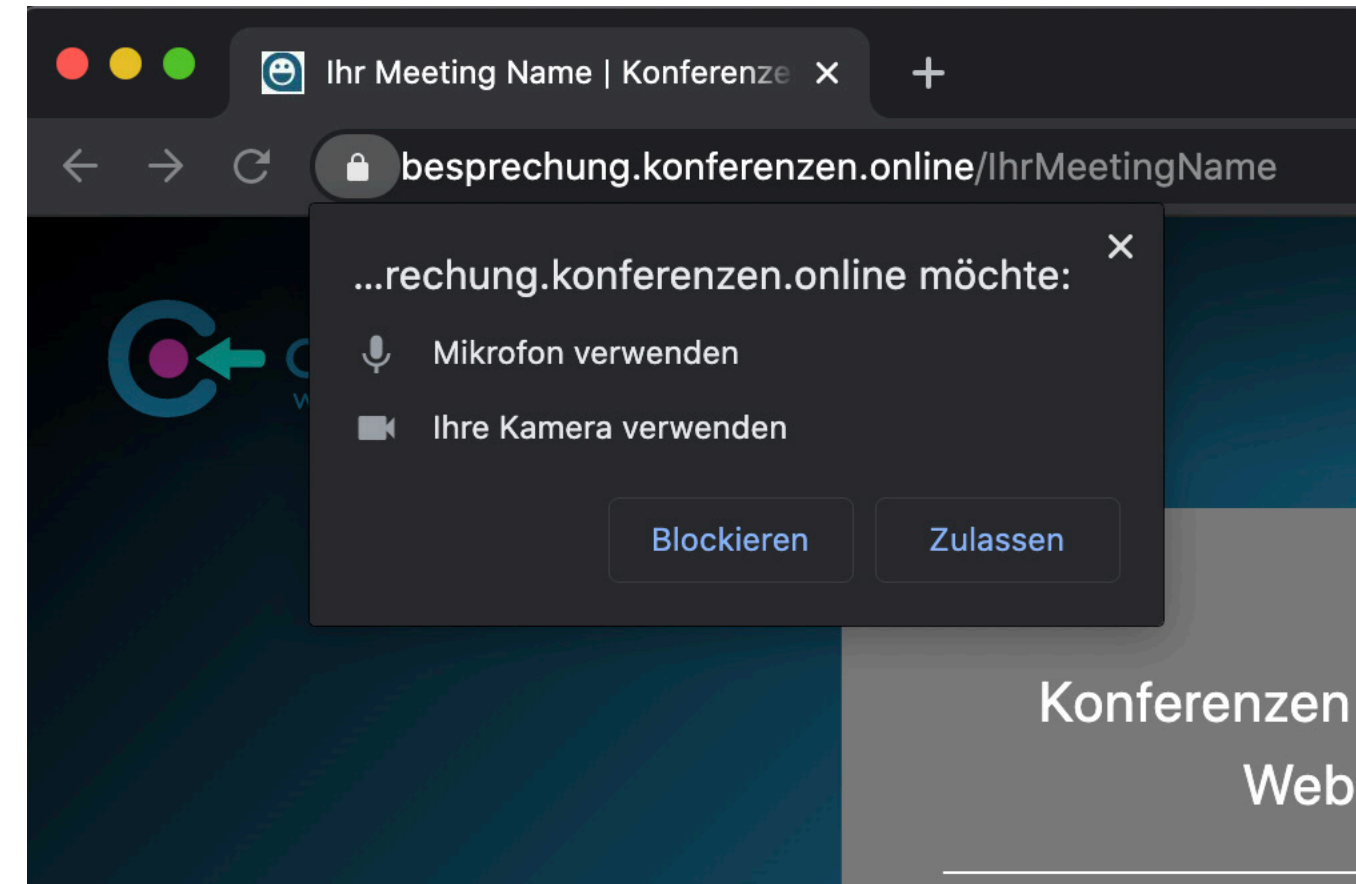 Ihr Meeting Name | Konferenze
besprechung.konferenzen.online/IhrMeetingName
...rechung.konferenzen.online möchte:
Mikrofon verwenden
Ihre Kamera verwenden
Blockieren Zulassen
Konferenzen
Web